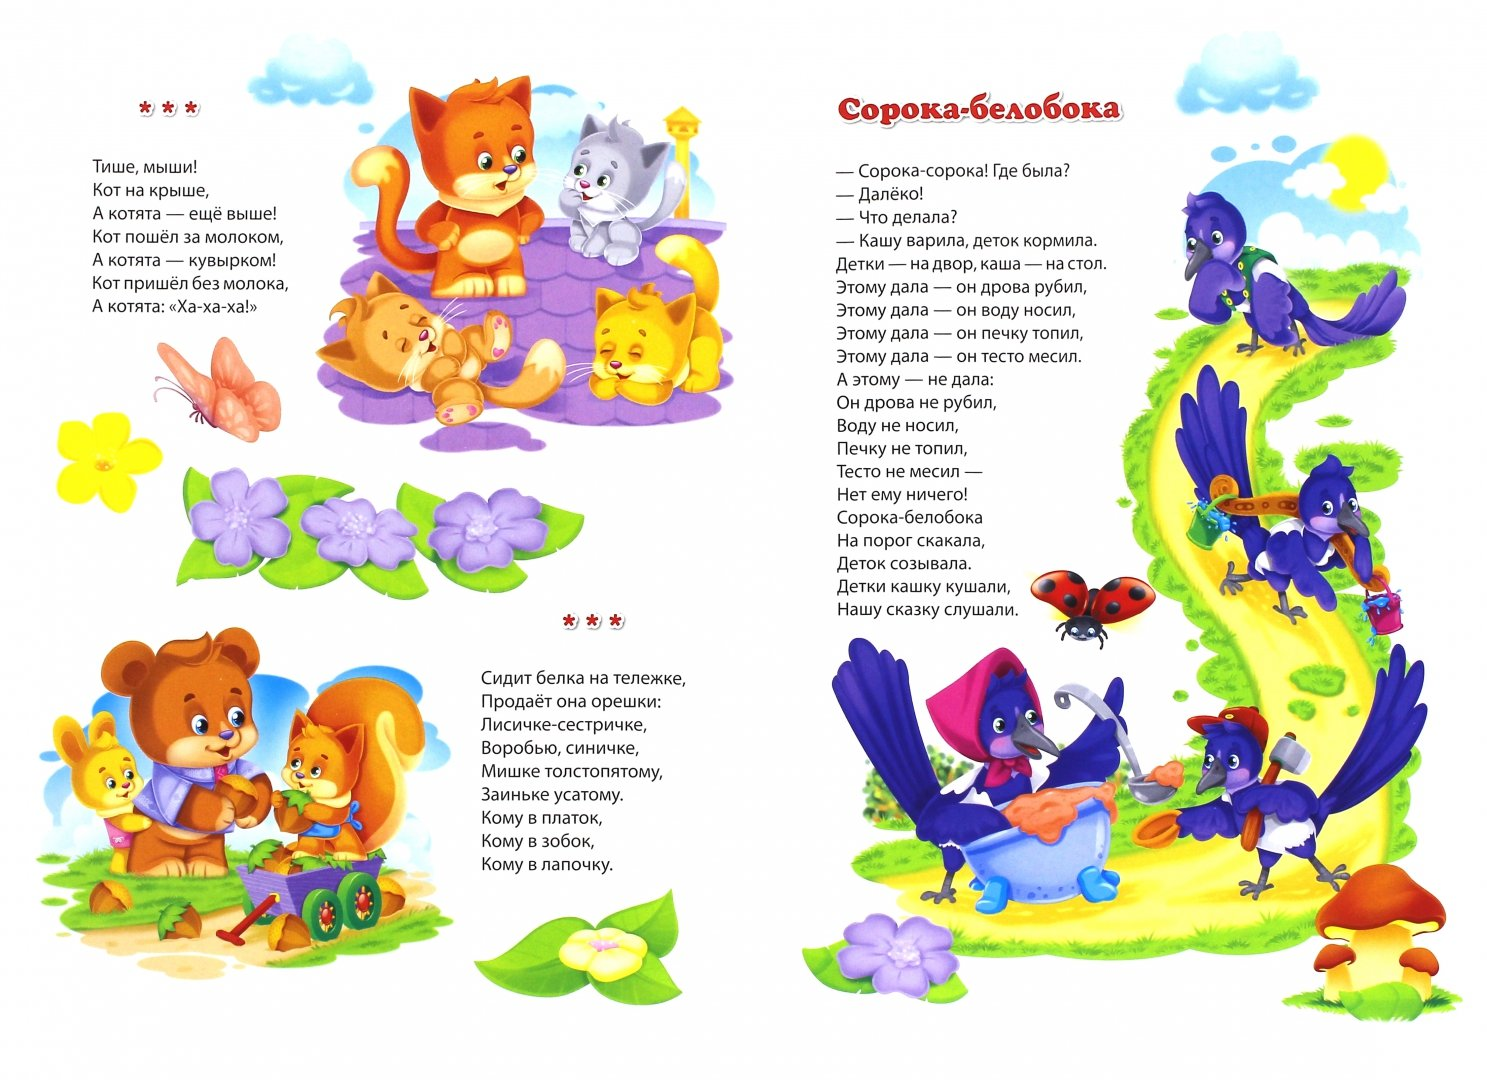 * * *
Тише, мыши!
Кот на крыше,
А котята — ещё выше!
Кот пошёл за молоком,
А котята — кувырком!
Кот пришёл без молока,
А котята: «Ха-ха-ха!»
* * *
Сидит белка на тележке,
Продаёт она орешки:
Лисичке-сестричке,
Воробью, синичке,
Мишке толстопятому,
Заиньке усатому.
Кому в платок,
Кому в зобок,
Кому в лапочку.
Сорока-белобока
— Сорока-сорока! Где была?
— Далёко!
— Что делала?
— Кашу варила, деток кормила.
Детки — на двор, каша — на стол.
Этому дала — он дрова рубил,
Этому дала — он воду носил,
Этому дала — он печку топил,
Этому дала — он тесто месил.
А этому — не дала:
Он дрова не рубил,
Воду не носил,
Печку не топил,
Тесто не месил —
Нет ему ничего!
Сорока-белобока
На порог скакала,
Деток созывала.
Детки кашку кушали,
Нашу сказку слушали.